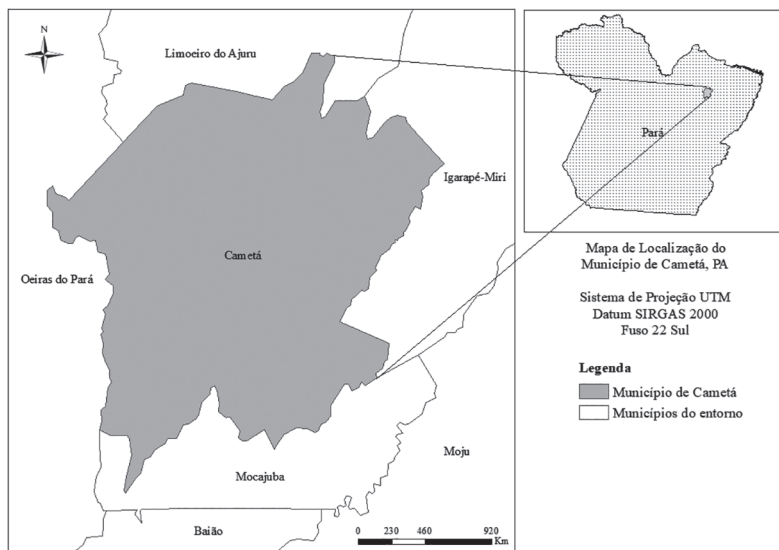 N
Limoeiro do Ajuru
Igarapé-Miri
Cametá
Oeiras do Pará
Mocajuba
Moju
Baião
0 230 460 920
Km
Pará
Mapa de Localização do
Município de Cametá, PA
Sistema de Projeção UTM
Datum SIRGAS 2000
Fuso 22 Sul
Legenda
Município de Cametá
Municípios do entorno